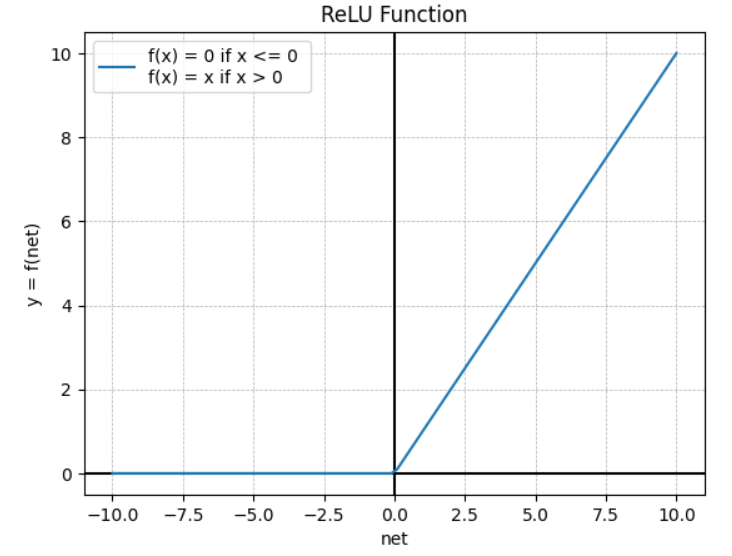 ReLU Function
f(x) = 0 if x <= 0
f(x) = x if x > 0
10
8
6
4
2
0
y = f(net)
−10.0 −7.5 −5.0 −2.5 0.0 2.5 5.0 7.5 10.0
net